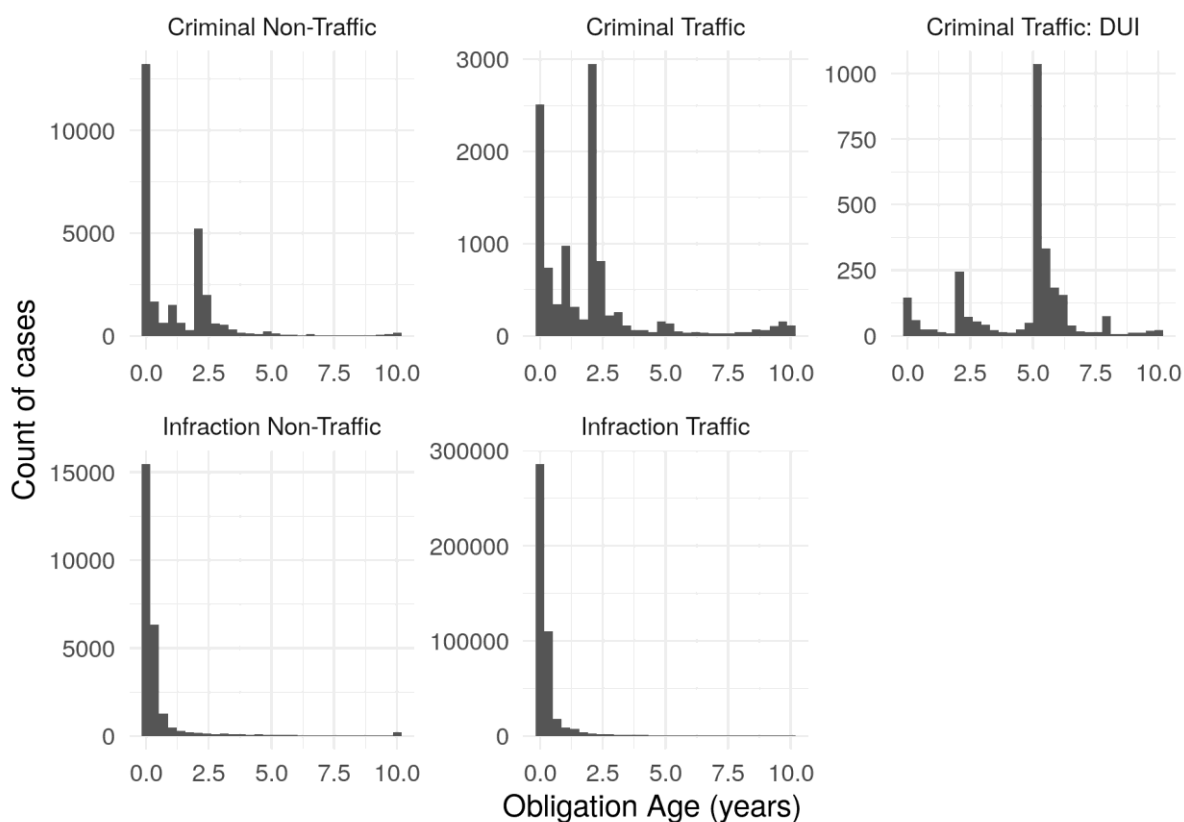 Criminal Non-Traffic
Criminal Traffic
Criminal Traffic: DUI
10000
5000
0
3000
2000
1000
0
1000
750
500
250
0
0.0 2.5 5.0 7.5 10.0
0.0 2.5 5.0 7.5 10.0
0.0 2.5 5.0 7.5 10.0
Count of cases
Infraction Non-Traffic
Infraction Traffic
15000
10000
5000
0
300000
200000
100000
0
0.0 2.5 5.0 7.5 10.0
0.0 2.5 5.0 7.5 10.0
Obligation Age (years)